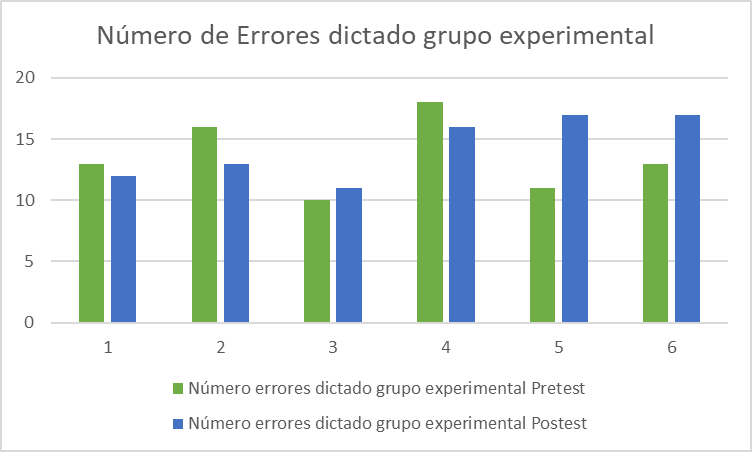 Número de Errores dictado grupo experimental
20
15
10
5
0
1 2 3 4 5 6
Número errores dictado grupo experimental Pretest
Número errores dictado grupo experimental Postest